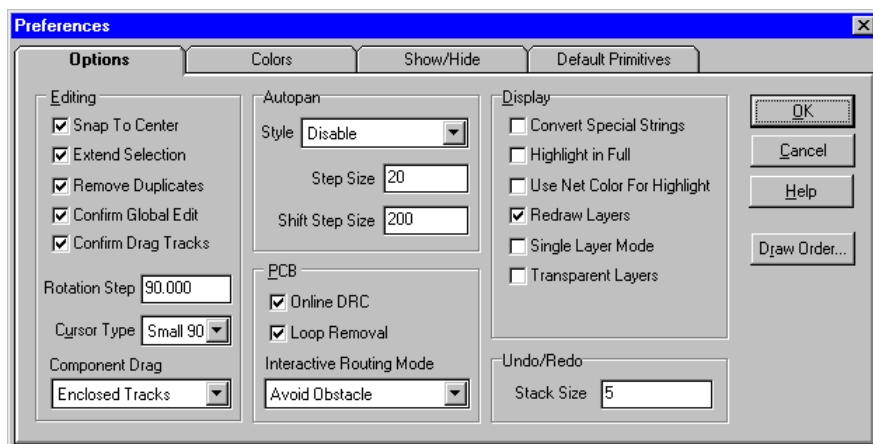 Preferences
Options
Colors
Show/Hide
Default Primitives
Editing
Snap To Center
Extend Selection
Remove Duplicates
Confirm Global Edit
Confirm Drag Tracks
Rotation Step 90.000
Cursor Type Small 90
Component Drag
Enclosed Tracks
Autopan
Style Disable
Step Size 20
Shift Step Size 200
PCB
Online DRC
Loop Removal
Interactive Routing Mode
Avoid Obstacle
Display
Convert Special Strings
Highlight in Full
Use Net Color For Highlight
Redraw Layers
Single Layer Mode
Transparent Layers
Undo/Redo
Stack Size 5
OK
Cancel
Help
Draw Order...